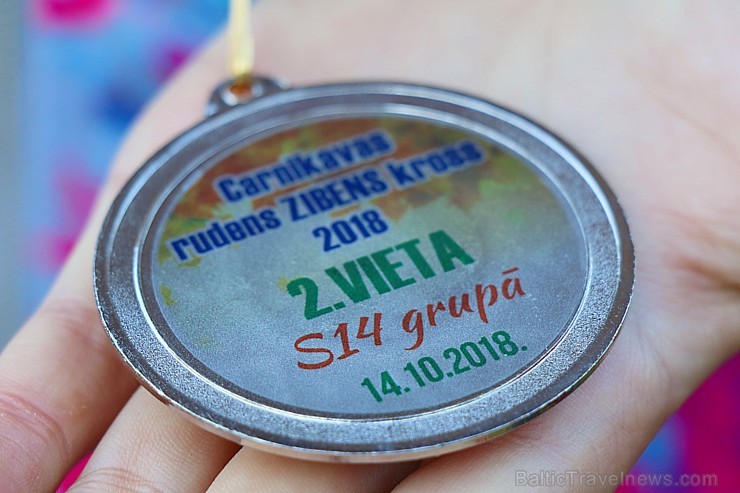 Carnikavas
rudens ZIBENS kross
2018
2.VIETA
S14 grupā
14.10.2018.
BalticTravelnews.com